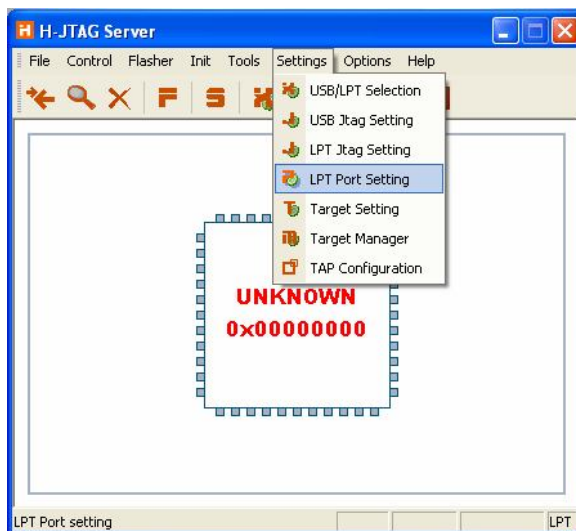 H-JTAG Server
File Control Flasher Init Tools Settings Options Help
USB/LPT Selection
USB Jtag Setting
LPT Jtag Setting
LPT Port Setting
Target Setting
Target Manager
TAP Configuration
UNKNOWN
0x00000000
LPT Port setting LPT